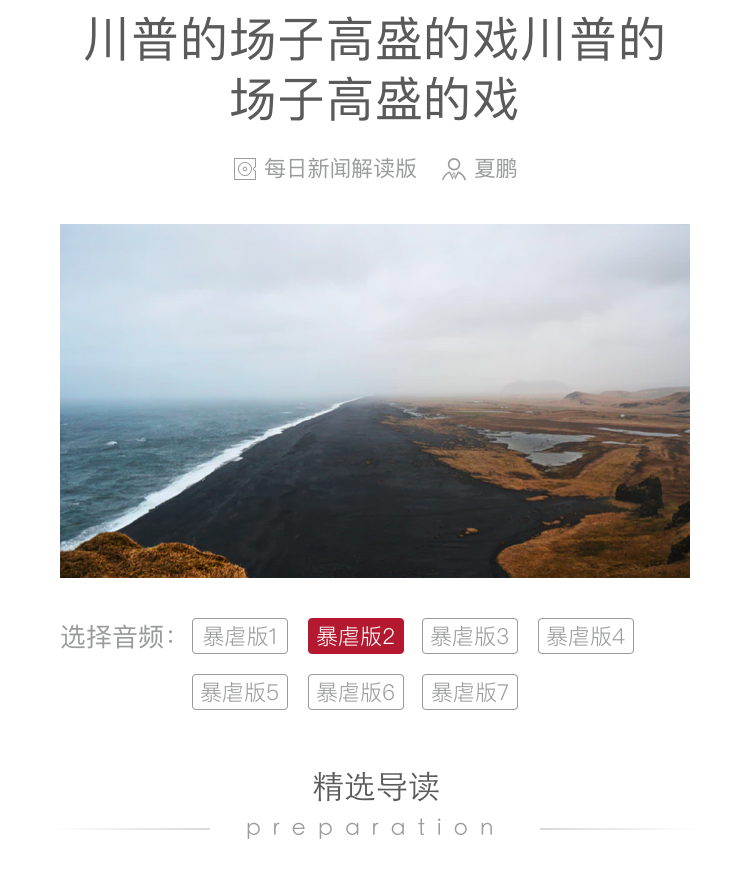 川普的场子高盛的戏川普的
场子高盛的戏
每日新闻解读版 夏鹏
选择音频： 暴虐版1 暴虐版2 暴虐版3 暴虐版4
暴虐版5 暴虐版6 暴虐版7
精选导读
preparation